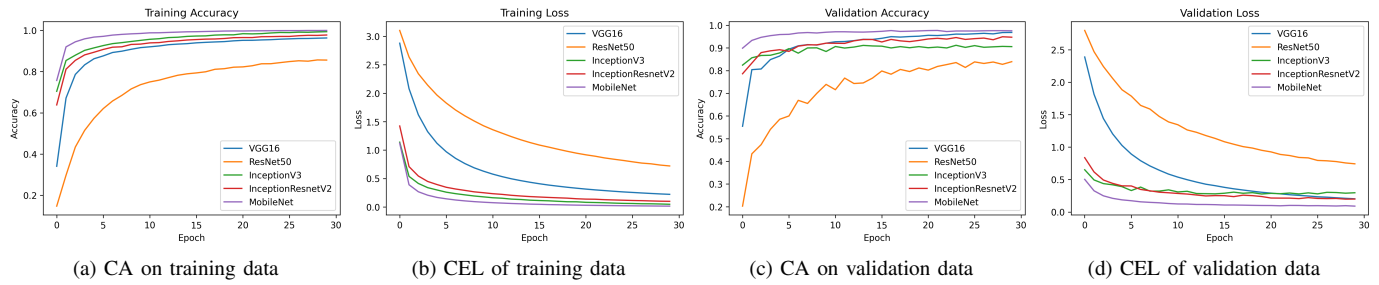 Training Accuracy
1.0
0.8
0.6
0.4
0.2
Accuracy
0
5
10
15
20
25
30
Epoch
VGG16
ResNet50
InceptionV3
InceptionResnetV2
MobileNet
(a) CA on training data
Training Loss
3.0
2.5
2.0
1.5
1.0
0.5
0.0
Loss
0
5
10
15
20
25
30
Epoch
VGG16
ResNet50
InceptionV3
InceptionResnetV2
MobileNet
(b) CEL of training data
Validation Accuracy
1.0
0.9
0.8
0.7
0.6
0.5
0.4
0.3
0.2
Accuracy
0
5
10
15
20
25
30
Epoch
VGG16
ResNet50
InceptionV3
InceptionResnetV2
MobileNet
(c) CA on validation data
Validation Loss
2.5
2.0
1.5
1.0
0.5
0.0
Loss
0
5
10
15
20
25
30
Epoch
VGG16
ResNet50
InceptionV3
InceptionResnetV2
MobileNet
(d) CEL of validation data